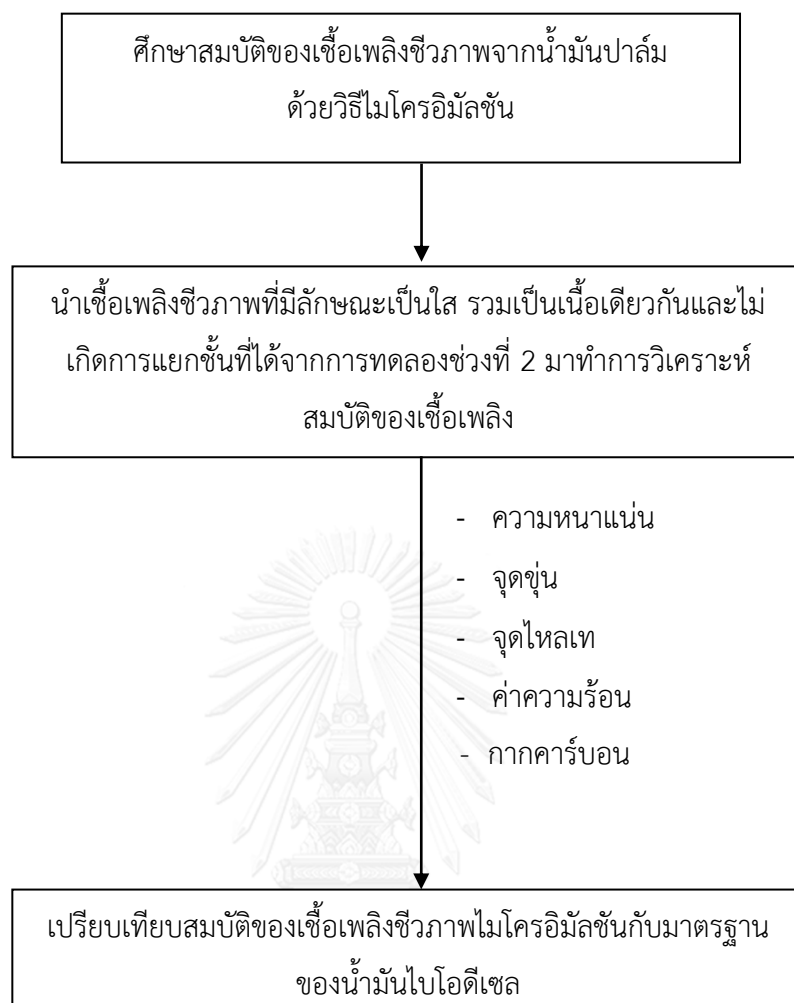 ศึกษาสมบัติของเชื้อเพลิงชีวภาพจากน้ำมันปาล์ม
ด้วยวิธีไมโครอิมัลชัน
นำเชื้อเพลิงชีวภาพที่มีลักษณะเป็นใส รวมเป็นเนื้อเดียวกันและไม่
เกิดการแยกชั้นที่ได้จากการทดลองช่วงที่ 2 มาทำการวิเคราะห์
สมบัติของเชื้อเพลิง
- ความหนาแน่น
- จุดขุ่น
- จุดไหลเท
- ค่าความร้อน
- กากคาร์บอน
เปรียบเทียบสมบัติของเชื้อเพลิงชีวภาพไมโครอิมัลชันกับมาตรฐาน
ของน้ำมันไบโอดีเซล